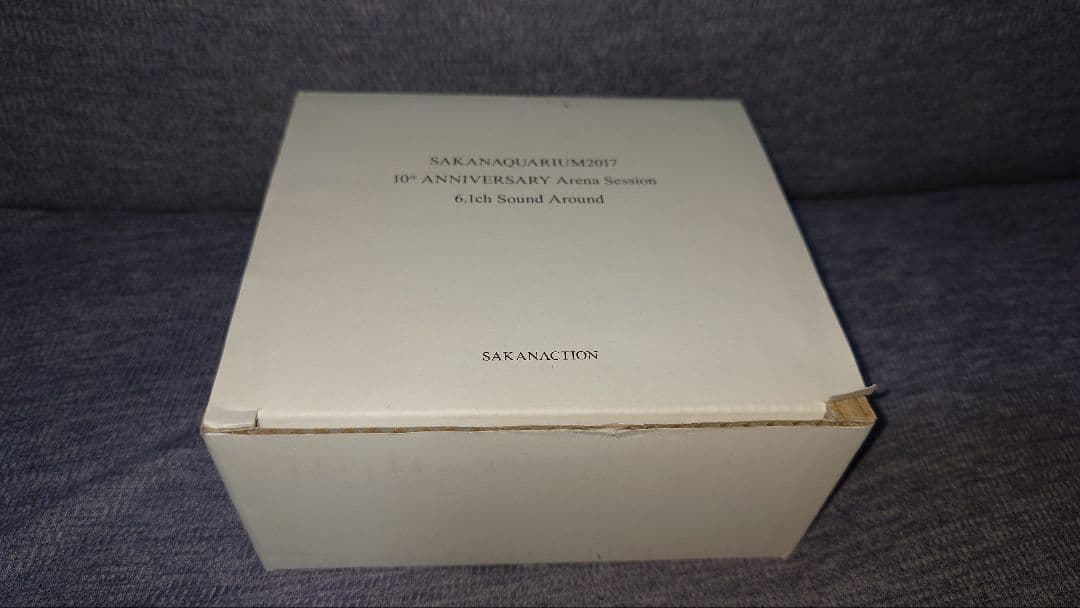 SAKANAQUARIUM2017
10th ANNIVERSARY Arena Session
6.1ch Sound Around
SAKANACTION